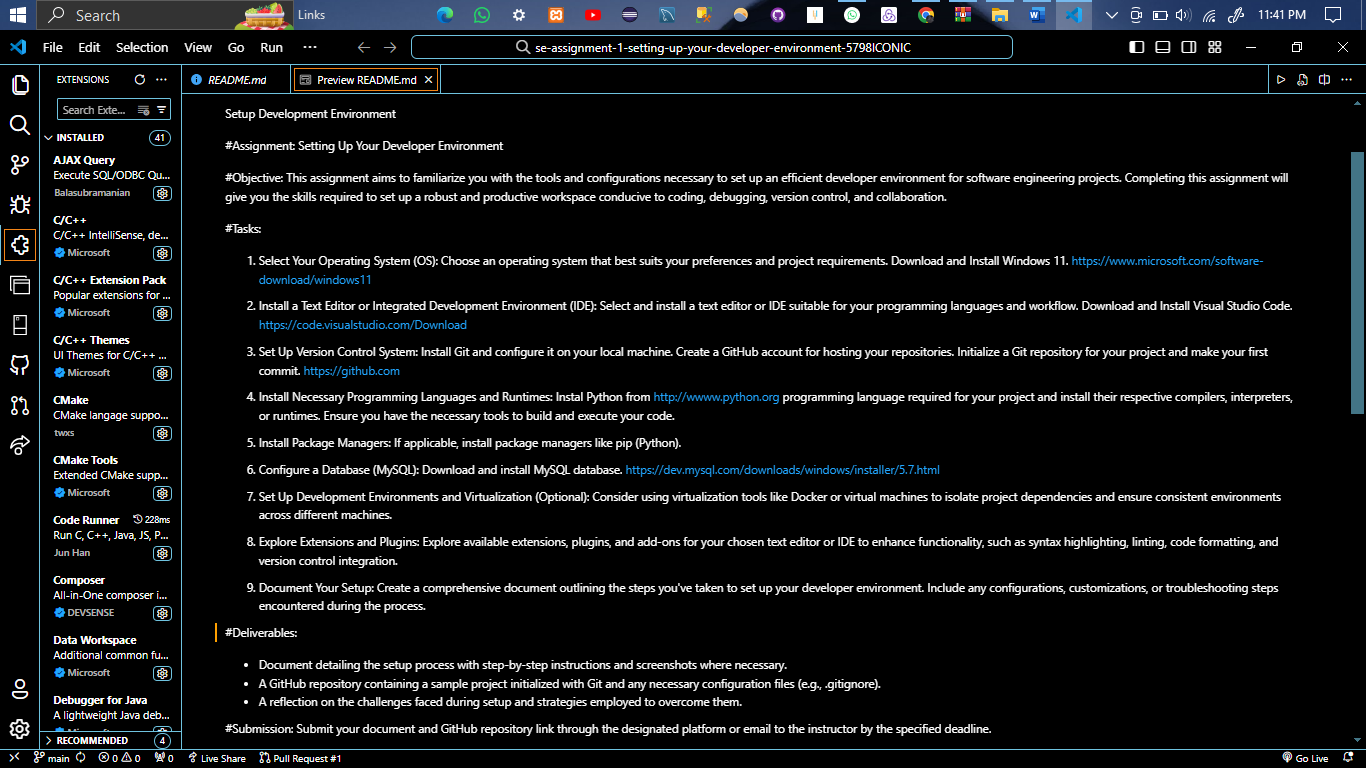 Search
Links
11:41 PM
File Edit Selection View Go Run ···
se-assignment-1-setting-up-your-developer-environment-5798ICONIC
EXTENSIONS
README.md
Preview README.md
Search Exte...
INSTALLED 41
AJAX Query
Execute SQL/ODBC Qu...
Balasubramanian
C/C++
C/C++ IntelliSense, de...
Microsoft
C/C++ Extension Pack
Popular extensions for ...
Microsoft
C/C++ Themes
UI Themes for C/C++ ...
Microsoft
CMake
CMake langage suppo...
twxs
CMake Tools
Extended CMake supp...
Microsoft
Code Runner 228ms
Run C, C++, Java, JS, P...
Jun Han
Composer
All-in-One composer i...
DEVSENSE
Data Workspace
Additional common fu...
Microsoft
Debugger for Java
A lightweight Java deb...
Microsoft
RECOMMENDED 4
Setup Development Environment
#Assignment: Setting Up Your Developer Environment
#Objective: This assignment aims to familiarize you with the tools and configurations necessary to set up an efficient developer environment for software engineering projects. Completing this assignment will
give you the skills required to set up a robust and productive workspace conducive to coding, debugging, version control, and collaboration.
#Tasks:
1. Select Your Operating System (OS): Choose an operating system that best suits your preferences and project requirements. Download and Install Windows 11. https://www.microsoft.com/software-
download/windows11
2. Install a Text Editor or Integrated Development Environment (IDE): Select and install a text editor or IDE suitable for your programming languages and workflow. Download and Install Visual Studio Code.
https://code.visualstudio.com/Download
3. Set Up Version Control System: Install Git and configure it on your local machine. Create a GitHub account for hosting your repositories. Initialize a Git repository for your project and make your first
commit. https://github.com
4. Install Necessary Programming Languages and Runtimes: Instal Python from http://wwww.python.org programming language required for your project and install their respective compilers, interpreters,
or runtimes. Ensure you have the necessary tools to build and execute your code.
5. Install Package Managers: If applicable, install package managers like pip (Python).
6. Configure a Database (MySQL): Download and install MySQL database. https://dev.mysql.com/downloads/windows/installer/5.7.html
7. Set Up Development Environments and Virtualization (Optional): Consider using virtualization tools like Docker or virtual machines to isolate project dependencies and ensure consistent environments
across different machines.
8. Explore Extensions and Plugins: Explore available extensions, plugins, and add-ons for your chosen text editor or IDE to enhance functionality, such as syntax highlighting, linting, code formatting, and
version control integration.
9. Document Your Setup: Create a comprehensive document outlining the steps you've taken to set up your developer environment. Include any configurations, customizations, or troubleshooting steps
encountered during the process.
#Deliverables:
• Document detailing the setup process with step-by-step instructions and screenshots where necessary.
• A GitHub repository containing a sample project initialized with Git and any necessary configuration files (e.g., .gitignore).
• A reflection on the challenges faced during setup and strategies employed to overcome them.
#Submission: Submit your document and GitHub repository link through the designated platform or email to the instructor by the specified deadline.
main 0 0 0 Live Share Pull Request #1 Go Live